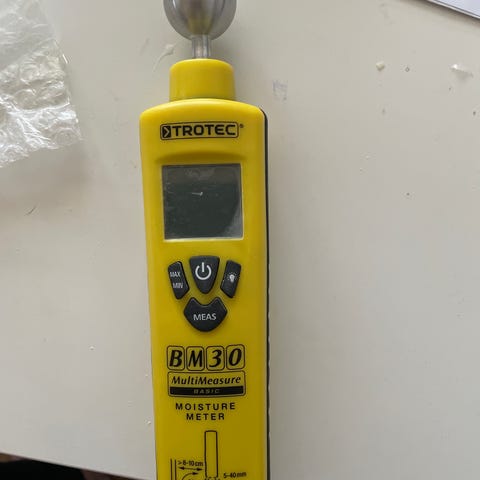 TROTEC®
MAX
MIN
MEAS
BM30
MultiMeasure
BASIC
MOISTURE
METER
>8-10cm
5-40mm